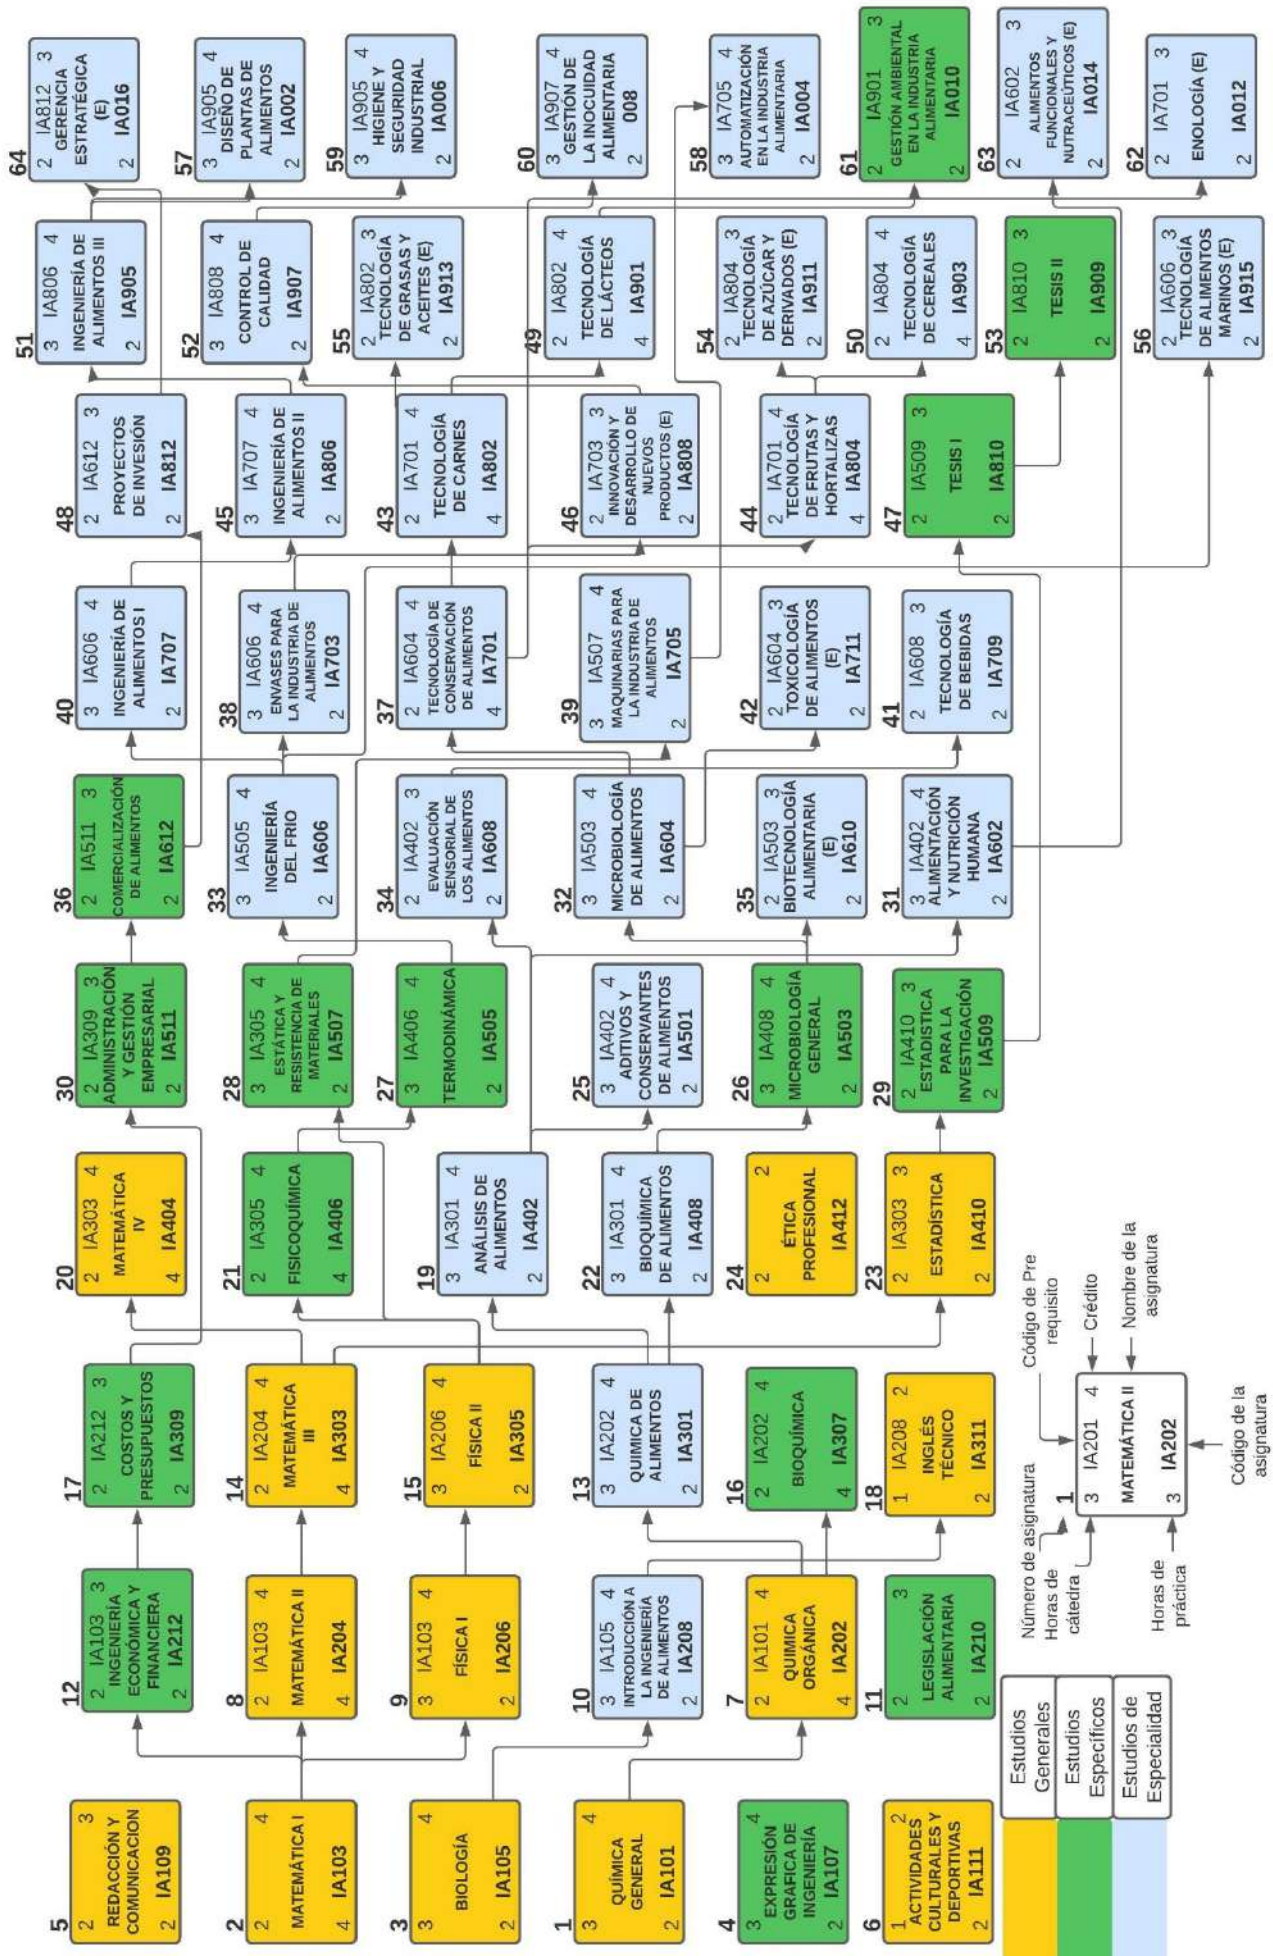 5
2 3
REDACCIÓN Y
COMUNICACION
2 IA109
2
2 4
MATEMÁTICA I
4 IA103
3
3 4
BIOLOGÍA
2 IA105
1
3 4
QUÍMICA
GENERAL
2 IA101
4
3 4
EXPRESIÓN
GRAFICA DE
INGENIERÍA
2 IA107
6
1 2
ACTIVIDADES
CULTURALES Y
DEPORTIVAS
2 IA111
12
2 IA103 3
INGENIERÍA
ECONÓMICA Y
FINANCIERA
2 IA212
8
2 IA103 4
MATEMÁTICA II
4 IA204
9
3 IA103 4
FÍSICA I
2 IA206
10
3 IA105 4
INTRODUCCIÓN A
LA INGENIERÍA
DE ALIMENTOS
2 IA208
7
2 IA101 4
QUIMICA
ORGÁNICA
4 IA202
11
2 3
LEGISLACIÓN
ALIMENTARIA
2 IA210
17
2 IA212 3
COSTOS Y
PRESUPUESTOS
2 IA309
14
2 IA204 4
MATEMÁTICA
III
4 IA303
15
3 IA206 4
FÍSICA II
2 IA305
13
3 IA202 4
QUIMICA DE
ALIMENTOS
2 IA301
16
2 IA202 4
BIOQUÍMICA
4 IA307
18
1 IA208 2
INGLÉS
TÉCNICO
2 IA311
20
2 IA303 4
MATEMÁTICA
IV
4 IA404
21
2 IA305 4
FISICOQUÍMICA
4 IA406
19
3 IA301 4
ANÁLISIS DE
ALIMENTOS
2 IA402
22
3 IA301 4
BIOQUÍMICA
DE ALIMENTOS
2 IA408
24
2 2
ÉTICA
PROFESIONAL
IA412
23
2 IA303 3
ESTADÍSTICA
2 IA410
30
2 IA309 3
ADMINISTRACIÓN
Y GESTIÓN
EMPRESARIAL
2 IA511
28
3 IA305 4
ESTÁTICA Y
RESISTENCIA DE
MATERIALES
2 IA507
27
3 IA406 4
TERMODINÁMICA
2 IA505
25
3 IA402 4
ADITIVOS Y
CONSERVANTES
DE ALIMENTOS
2 IA501
26
3 IA408 4
MICROBIOLOGÍA
GENERAL
2 IA503
29
2 IA410 3
ESTADISTICA
PARA LA
INVESTIGACIÓN
2 IA509
36
2 IA511 3
COMERCIALIZACIÓN
DE ALIMENTOS
2 IA612
33
3 IA505 4
INGENIERÍA
DEL FRIO
2 IA606
34
2 IA402 3
EVALUACIÓN
SENSORIAL DE
LOS ALIMENTOS
2 IA608
32
3 IA503 4
MICROBIOLOGÍA
DE ALIMENTOS
2 IA604
35
2 IA503 3
BIOTECNOLOGÍA
ALIMENTARIA
(E)
2 IA610
31
3 IA402 4
ALIMENTACIÓN
Y NUTRICIÓN
HUMANA
2 IA602
40
3 IA606 4
INGENIERÍA DE
ALIMENTOS I
2 IA707
38
3 IA606 4
ENVASES PARA
LA INDUSTRIA DE
ALIMENTOS
2 IA703
37
2 IA604 4
TECNOLOGÍA DE
CONSERVACIÓN
DE ALIMENTOS
4 IA701
39
3 IA507 4
MAQUINARIAS PARA
LA INDUSTRIA DE
ALIMENTOS
2 IA705
42
2 IA604 3
TOXICOLOGÍA
DE ALIMENTOS
(E)
2 IA711
41
2 IA608 3
TECNOLOGÍA
DE BEBIDAS
2 IA709
48
2 IA612 3
PROYECTOS
DE INVESIÓN
2 IA812
45
3 IA707 4
INGENIERÍA DE
ALIMENTOS II
2 IA806
43
2 IA701 4
TECNOLOGÍA
DE CARNES
4 IA802
46
2 IA703 3
INNOVACIÓN Y
DESARROLLO DE
NUEVOS
PRODUCTOS (E)
2 IA808
44
2 IA701 4
TECNOLOGÍA
DE FRUTAS Y
HORTALIZAS
4 IA804
47
2 IA509 3
TESIS I
2 IA810
51
3 IA806 4
INGENIERÍA DE
ALIMENTOS III
2 IA905
52
3 IA808 4
CONTROL DE
CALIDAD
2 IA907
55
2 IA802 3
TECNOLOGÍA
DE GRASAS Y
ACEITES (E)
2 IA913
49
2 IA802 4
TECNOLOGÍA
DE LÁCTEOS
4 IA901
54
2 IA804 3
TECNOLOGÍA
DE AZÚCAR Y
DERIVADOS (E)
2 IA911
50
2 IA804 4
TECNOLOGÍA
DE CEREALES
4 IA903
53
2 IA810 3
TESIS II
2 IA909
56
2 IA606 3
TECNOLOGÍA
DE ALIMENTOS
MARINOS (E)
2 IA915
64
2 IA812 3
GERENCIA
ESTRATÉGICA
(E)
2 IA016
57
3 IA905 4
DISEÑO DE
PLANTAS DE
ALIMENTOS
2 IA002
59
3 IA905 4
HIGIENE Y
SEGURIDAD
INDUSTRIAL
2 IA006
60
3 IA907 4
GESTIÓN DE
LA INOCUIDAD
ALIMENTARIA
2 008
58
3 IA705 4
AUTOMATIZACIÓN
EN LA INDUSTRIA
ALIMENTARIA
2 IA004
61
2 IA901 3
GESTIÓN AMBIENTAL
EN LA INDUSTRIA
ALIMENTARIA
2 IA010
63
2 IA602 3
ALIMENTOS
FUNCIONALES Y
NUTRACEÚTICOS (E)
2 IA014
62
2 IA701 3
ENOLOGÍA (E)
2 IA012
Estudios
Generales
Estudios
Específicos
Estudios de
Especialidad
Número de asignatura
Horas de
cátedra
Horas de
práctica
1
3 IA201 4
MATEMÁTICA II
3 IA202
Código de Pre
requisito
Crédito
Nombre de la
asignatura
Código de la
asignatura